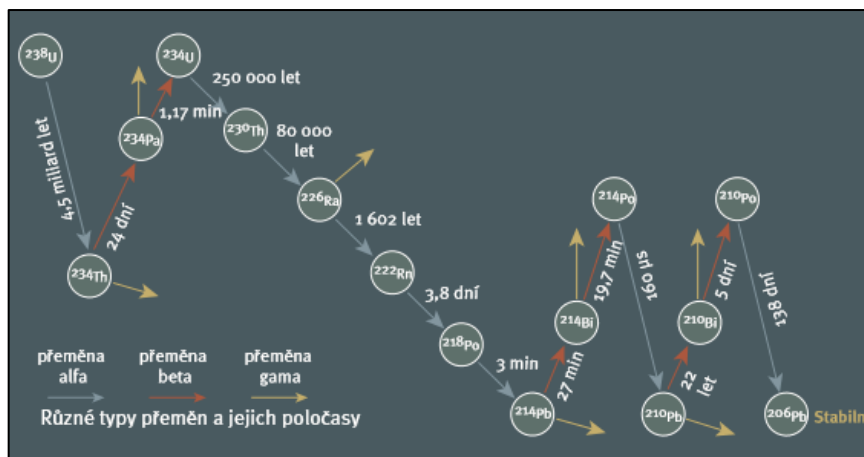 ²³⁸U
²³⁴U
250 000 let
1,17 min
²³⁴Pa
²³⁰Th
80 000
let
4,5 miliard let
24 dní
²²⁶Ra
1 602 let
²³⁴Th
²²²Rn
3,8 dní
²¹⁸Po
3 min
²¹⁴Pb
27 min
²¹⁴Bi
19,7 min
²¹⁴Po
160 μs
²¹⁰Pb
22
let
²¹⁰Bi
5 dní
²¹⁰Po
138 dní
²⁰⁶Pb Stabiln
přeměna přeměna přeměna
alfa beta gama
Různé typy přeměn a jejich poločasy